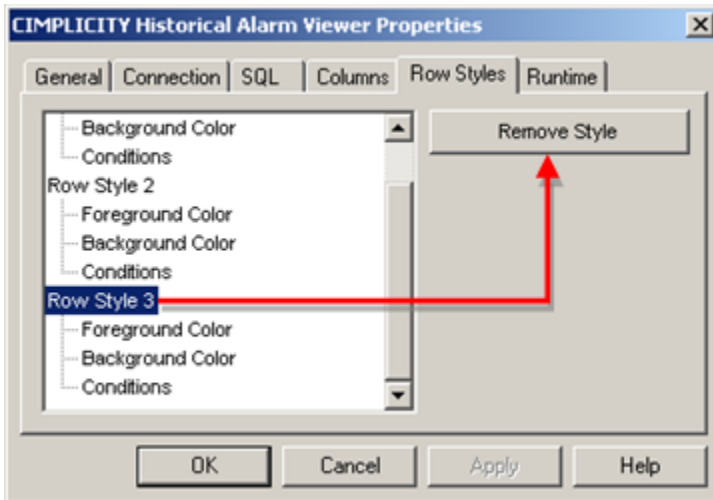 CIMPLICITY Historical Alarm Viewer Properties
General Connection SQL Columns Row Styles Runtime
Background Color
Remove Style
Conditions
Row Style 2
Foreground Color
Background Color
Conditions
Row Style 3
Foreground Color
Background Color
Conditions
OK Cancel Apply Help